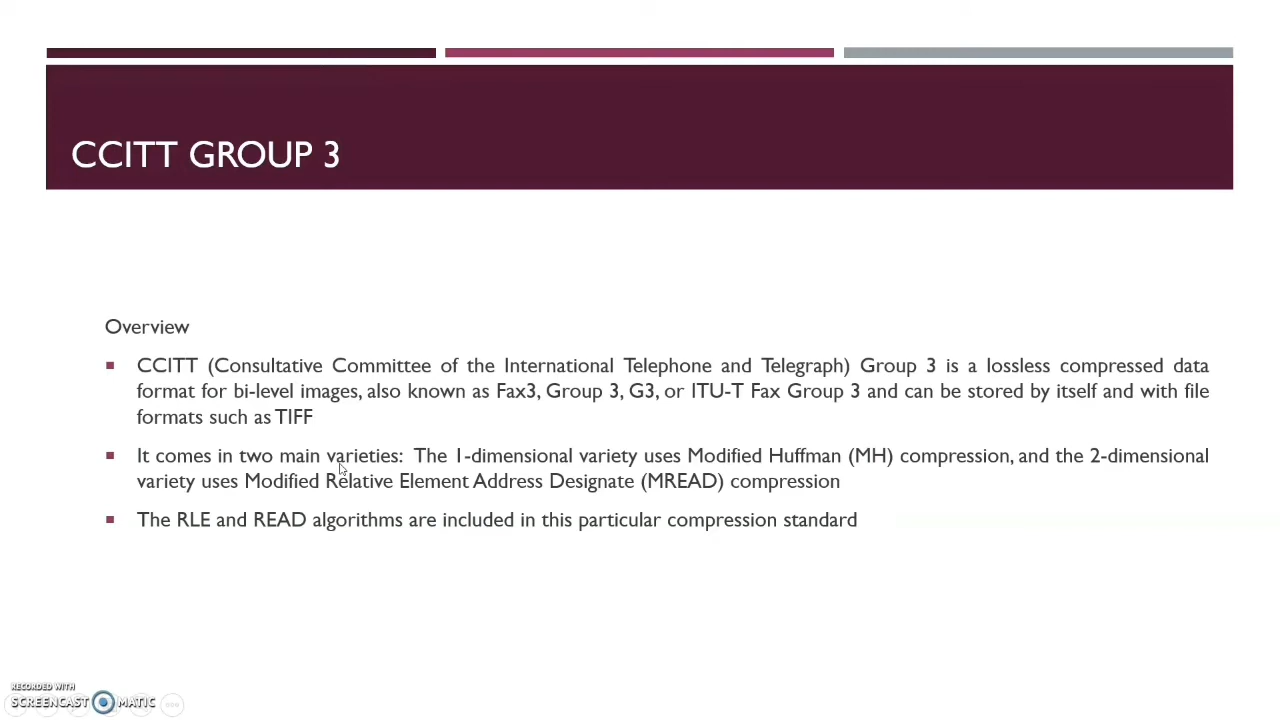 CCITT GROUP 3
Overview
CCITT (Consultative Committee of the International Telephone and Telegraph) Group 3 is a lossless compressed data
format for bi-level images, also known as Fax3, Group 3, G3, or ITU-T Fax Group 3 and can be stored by itself and with file
formats such as TIFF
It comes in two main varieties: The 1-dimensional variety uses Modified Huffman (MH) compression, and the 2-dimensional
variety uses Modified Relative Element Address Designate (MREAD) compression
The RLE and READ algorithms are included in this particular compression standard
RECORDED WITH
SCREENCAST MATIC